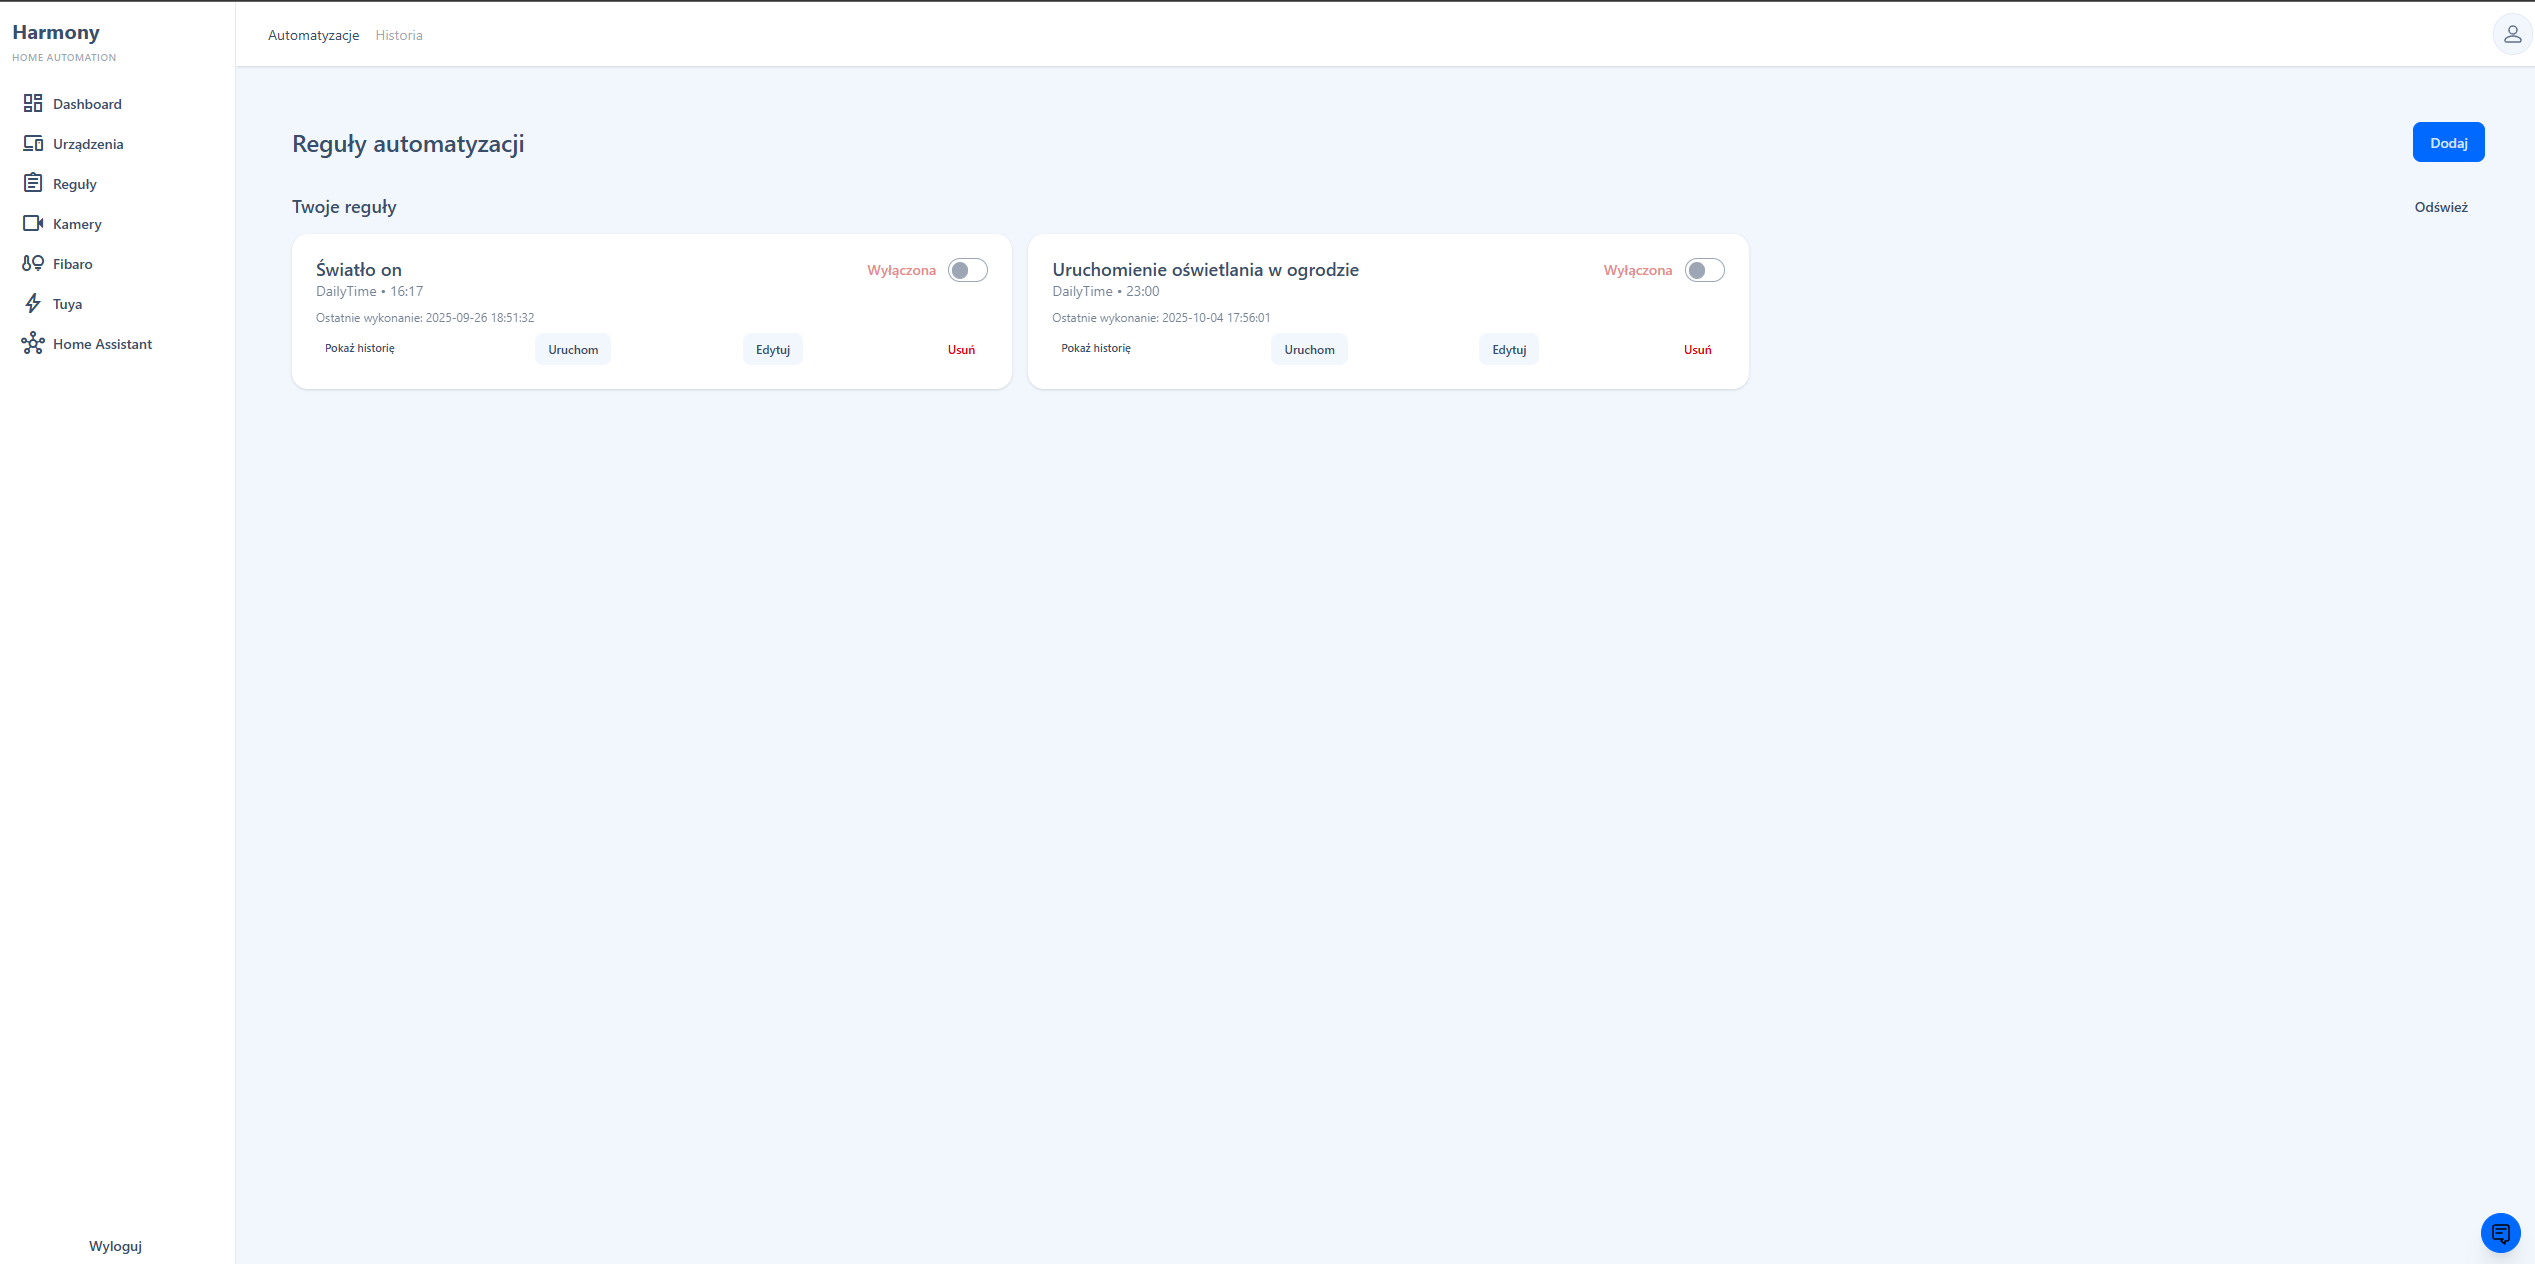 Harmony
HOME AUTOMATION
Dashboard
Urządzenia
Reguły
Kamery
Fibaro
Tuya
Home Assistant
Wyloguj
Automatyzacje Historia
Reguły automatyzacji
Dodaj
Twoje reguły
Odśwież
Światło on
Wyłączona
DailyTime • 16:17
Ostatnie wykonanie: 2025-09-26 18:51:32
Pokaż historię Uruchom Edytuj Usuń
Uruchomienie oświetlania w ogrodzie
Wyłączona
DailyTime • 23:00
Ostatnie wykonanie: 2025-10-04 17:56:01
Pokaż historię Uruchom Edytuj Usuń